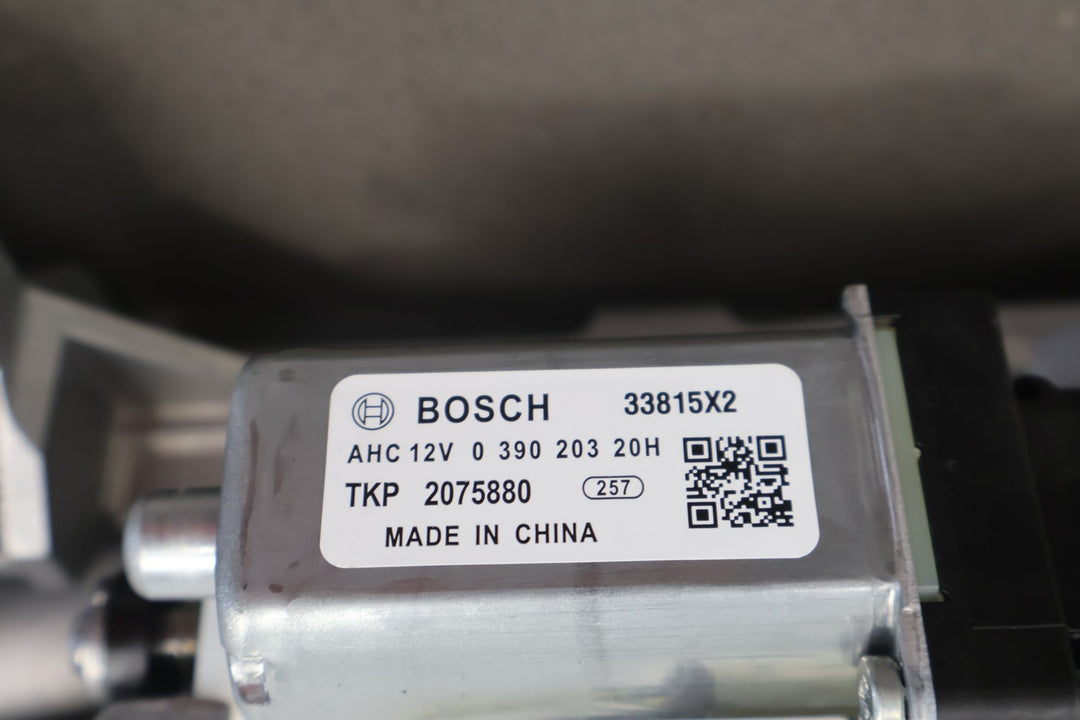 BOSCH 33815X2
AHC 12V 0 390 203 20H
TKP 2075880 257
MADE IN CHINA